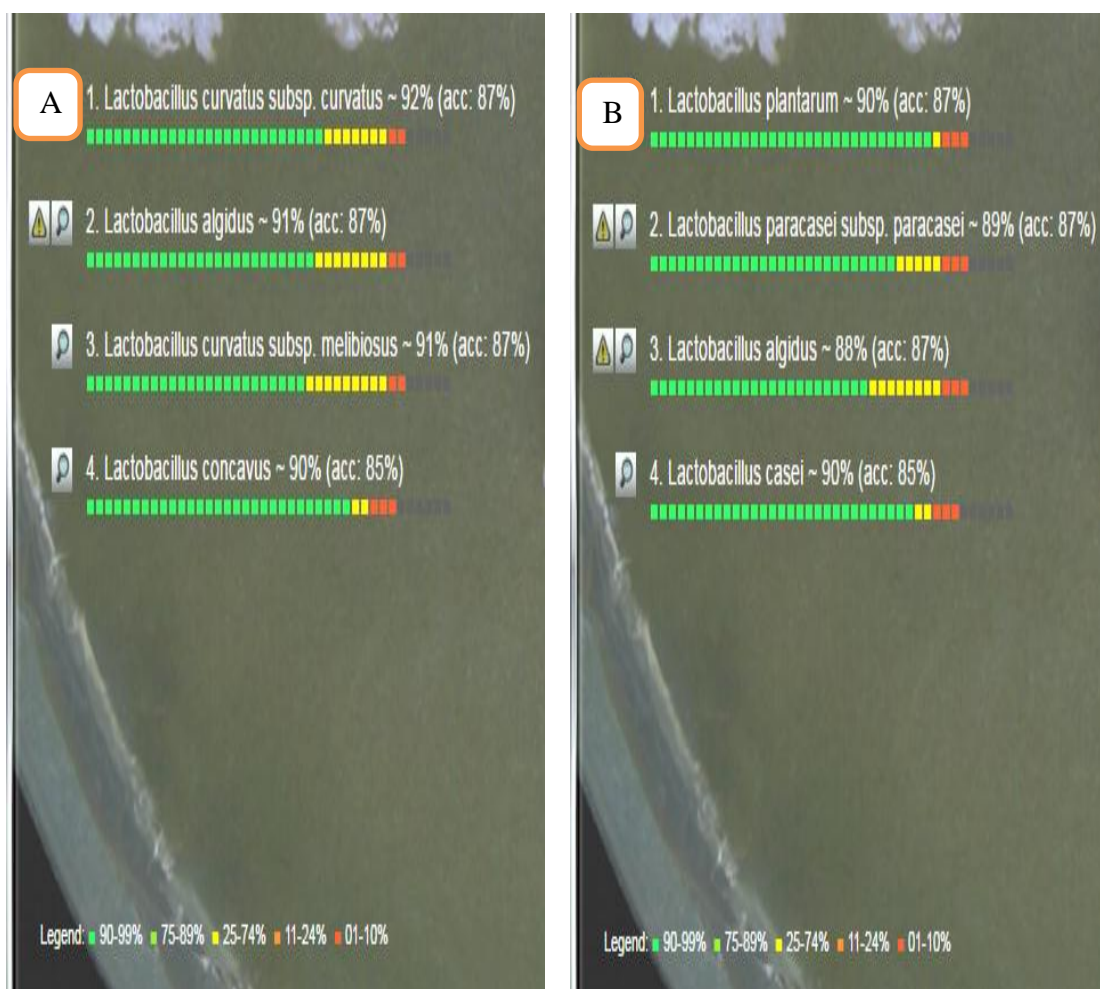 A
1. Lactobacillus curvatus subsp. curvatus ~ 92% (acc: 87%)
2. Lactobacillus algidus ~ 91% (acc: 87%)
3. Lactobacillus curvatus subsp. melibiosus ~ 91% (acc: 87%)
4. Lactobacillus concavus ~ 90% (acc: 85%)
Legend: 90-99% 75-89% 25-74% 11-24% 01-10%
B
1. Lactobacillus plantarum ~ 90% (acc: 87%)
2. Lactobacillus paracasei subsp. paracasei ~ 89% (acc: 87%)
3. Lactobacillus algidus ~ 88% (acc: 87%)
4. Lactobacillus casei ~ 90% (acc: 85%)
Legend: 90-99% 75-89% 25-74% 11-24% 01-10%